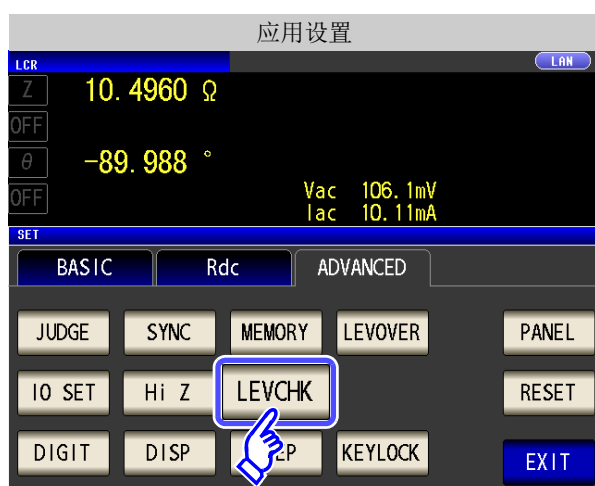 应用设置
LCR LAN
Z 10.4960 Ω
OFF
θ -89.988 °
OFF
Vac 106.1mV
Iac 10.11mA
SET
BASIC Rdc ADVANCED
JUDGE SYNC MEMORY LEVOVER PANEL
IO SET Hi Z LEVCHK RESET
DIGIT DISP KEYLOCK EXIT